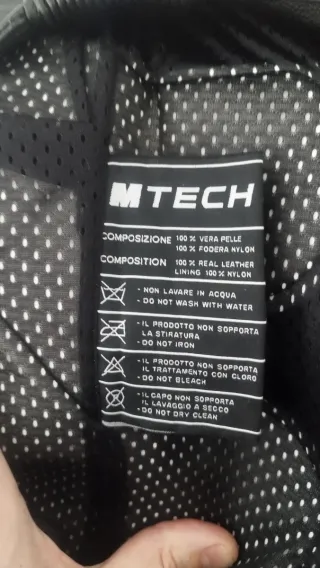 MTECH
COMPOSIZIONE 100 % VERA PELLE
100 % FODERA NYLON
COMPOSITION 100 % REAL LEATHER
LINING 100 % NYLON
- NON LAVARE IN ACQUA
- DO NOT WASH WITH WATER
- IL PRODOTTO NON SOPPORTA
LA STIRATURA
- DO NOT IRON
- IL PRODOTTO NON SOPPORTA
IL TRATTAMENTO CON CLORO
- DO NOT BLEACH
- IL CAPO NON SOPPORTA
IL LAVAGGIO A SECCO
- DO NOT DRY CLEAN